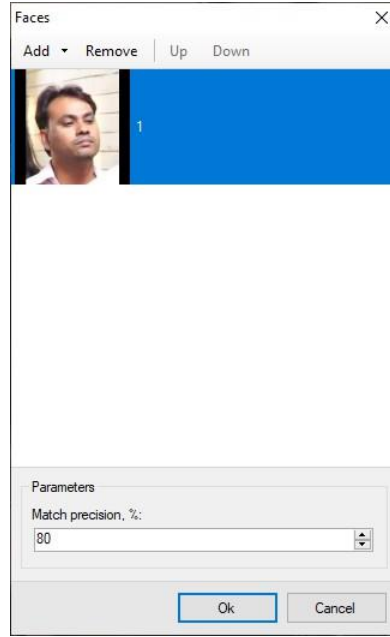 Faces
Add Remove Up Down
1
Parameters
Match precision, %:
80
Ok Cancel